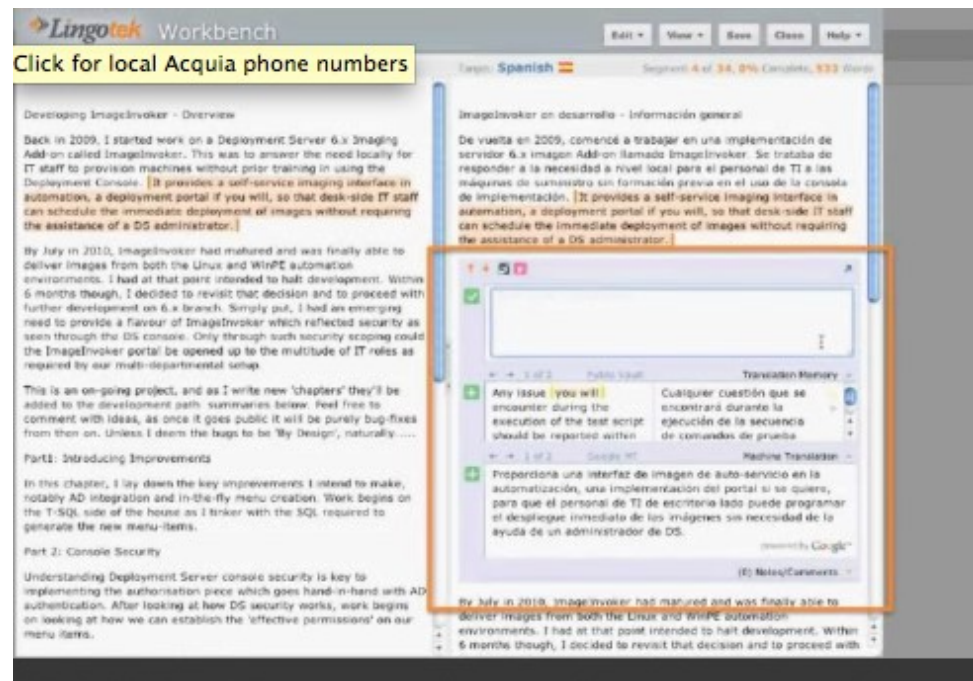 Lingotek Workbench
Edit View Save Close Help
Click for local Acquia phone numbers
Target: Spanish Segment 4 of 34, 0% Complete, 533 Words
Developing ImageInvoker - Overview
Back in 2009, I started work on a Deployment Server 6.x Imaging
Add-on called ImageInvoker. This was to answer the need locally for
IT staff to provision machines without prior training in using the
Deployment Console. It provides a self-service imaging interface in
automation, a deployment portal if you will, so that desk-side IT staff
can schedule the immediate deployment of images without requiring
the assistance of a DS administrator.
By July in 2010, ImageInvoker had matured and was finally able to
deliver images from both the Linux and WinPE automation
environments. I had at that point intended to halt development. Within
6 months though, I decided to revisit that decision and to proceed with
further development on 6.x branch. Simply put, I had an emerging
need to provide a flavour of ImageInvoker which reflected security as
seen through the DS console. Only through such security scoping could
the ImageInvoker portal be opened up to the multitude of IT roles as
required by our multi-departmental setup.
This is an on-going project, and as I write new 'chapters' they'll be
added to the development path summaries below. Feel free to
comment with ideas, as once it goes public it will be purely bug-fixes
from then on. Unless I deem the bugs to be 'By Design', naturally.....
Part1: Introducing Improvements
In this chapter, I lay down the key improvements I intend to make,
notably AD integration and in-the-fly menu creation. Work begins on
the T-SQL side of the house as I tinker with the SQL required to
generate the new menu-items.
Part 2: Console Security
Understanding Deployment Server console security is key to
implementing the authorisation piece which goes hand-in-hand with AD
authentication. After looking at how DS security works, work begins
on looking at how we can establish the 'effective permissions' on our
menu items.
ImageInvoker en desarrollo - Información general
De vuelta en 2009, comencé a trabajar en una implementación de
servidor 6.x imagen Add-on llamado ImageInvoker. Se trataba de
responder a la necesidad a nivel local para el personal de TI a las
máquinas de suministro sin formación previa en el uso de la consola
de implementación. It provides a self-service imaging interface in
automation, a deployment portal if you will, so that desk-side IT staff
can schedule the immediate deployment of images without requiring
the assistance of a DS administrator.
1 of 2 Public Vault Translation Memory
Any issue you will
encounter during the
execution of the test script
should be reported witten
Cualquier cuestión que se
encontrará durante la
ejecución de la secuencia
de comandos de prueba
1 of 2 Google MT Machine Translation
Proporciona una interfaz de imagen de auto-servicio en la
automatización, una implementación del portal si se quiere,
para que el personal de TI de escritorio lado puede programar
el despliegue inmediato de las imágenes sin necesidad de la
ayuda de un administrador de DS.
powered by Google
(0) Notes/Comments
By July in 2010, ImageInvoker had matured and was finally able to
deliver images from both the Linux and WinPE automation
environments. I had at that point intended to halt development. Within
6 months though, I decided to revisit that decision and to proceed with